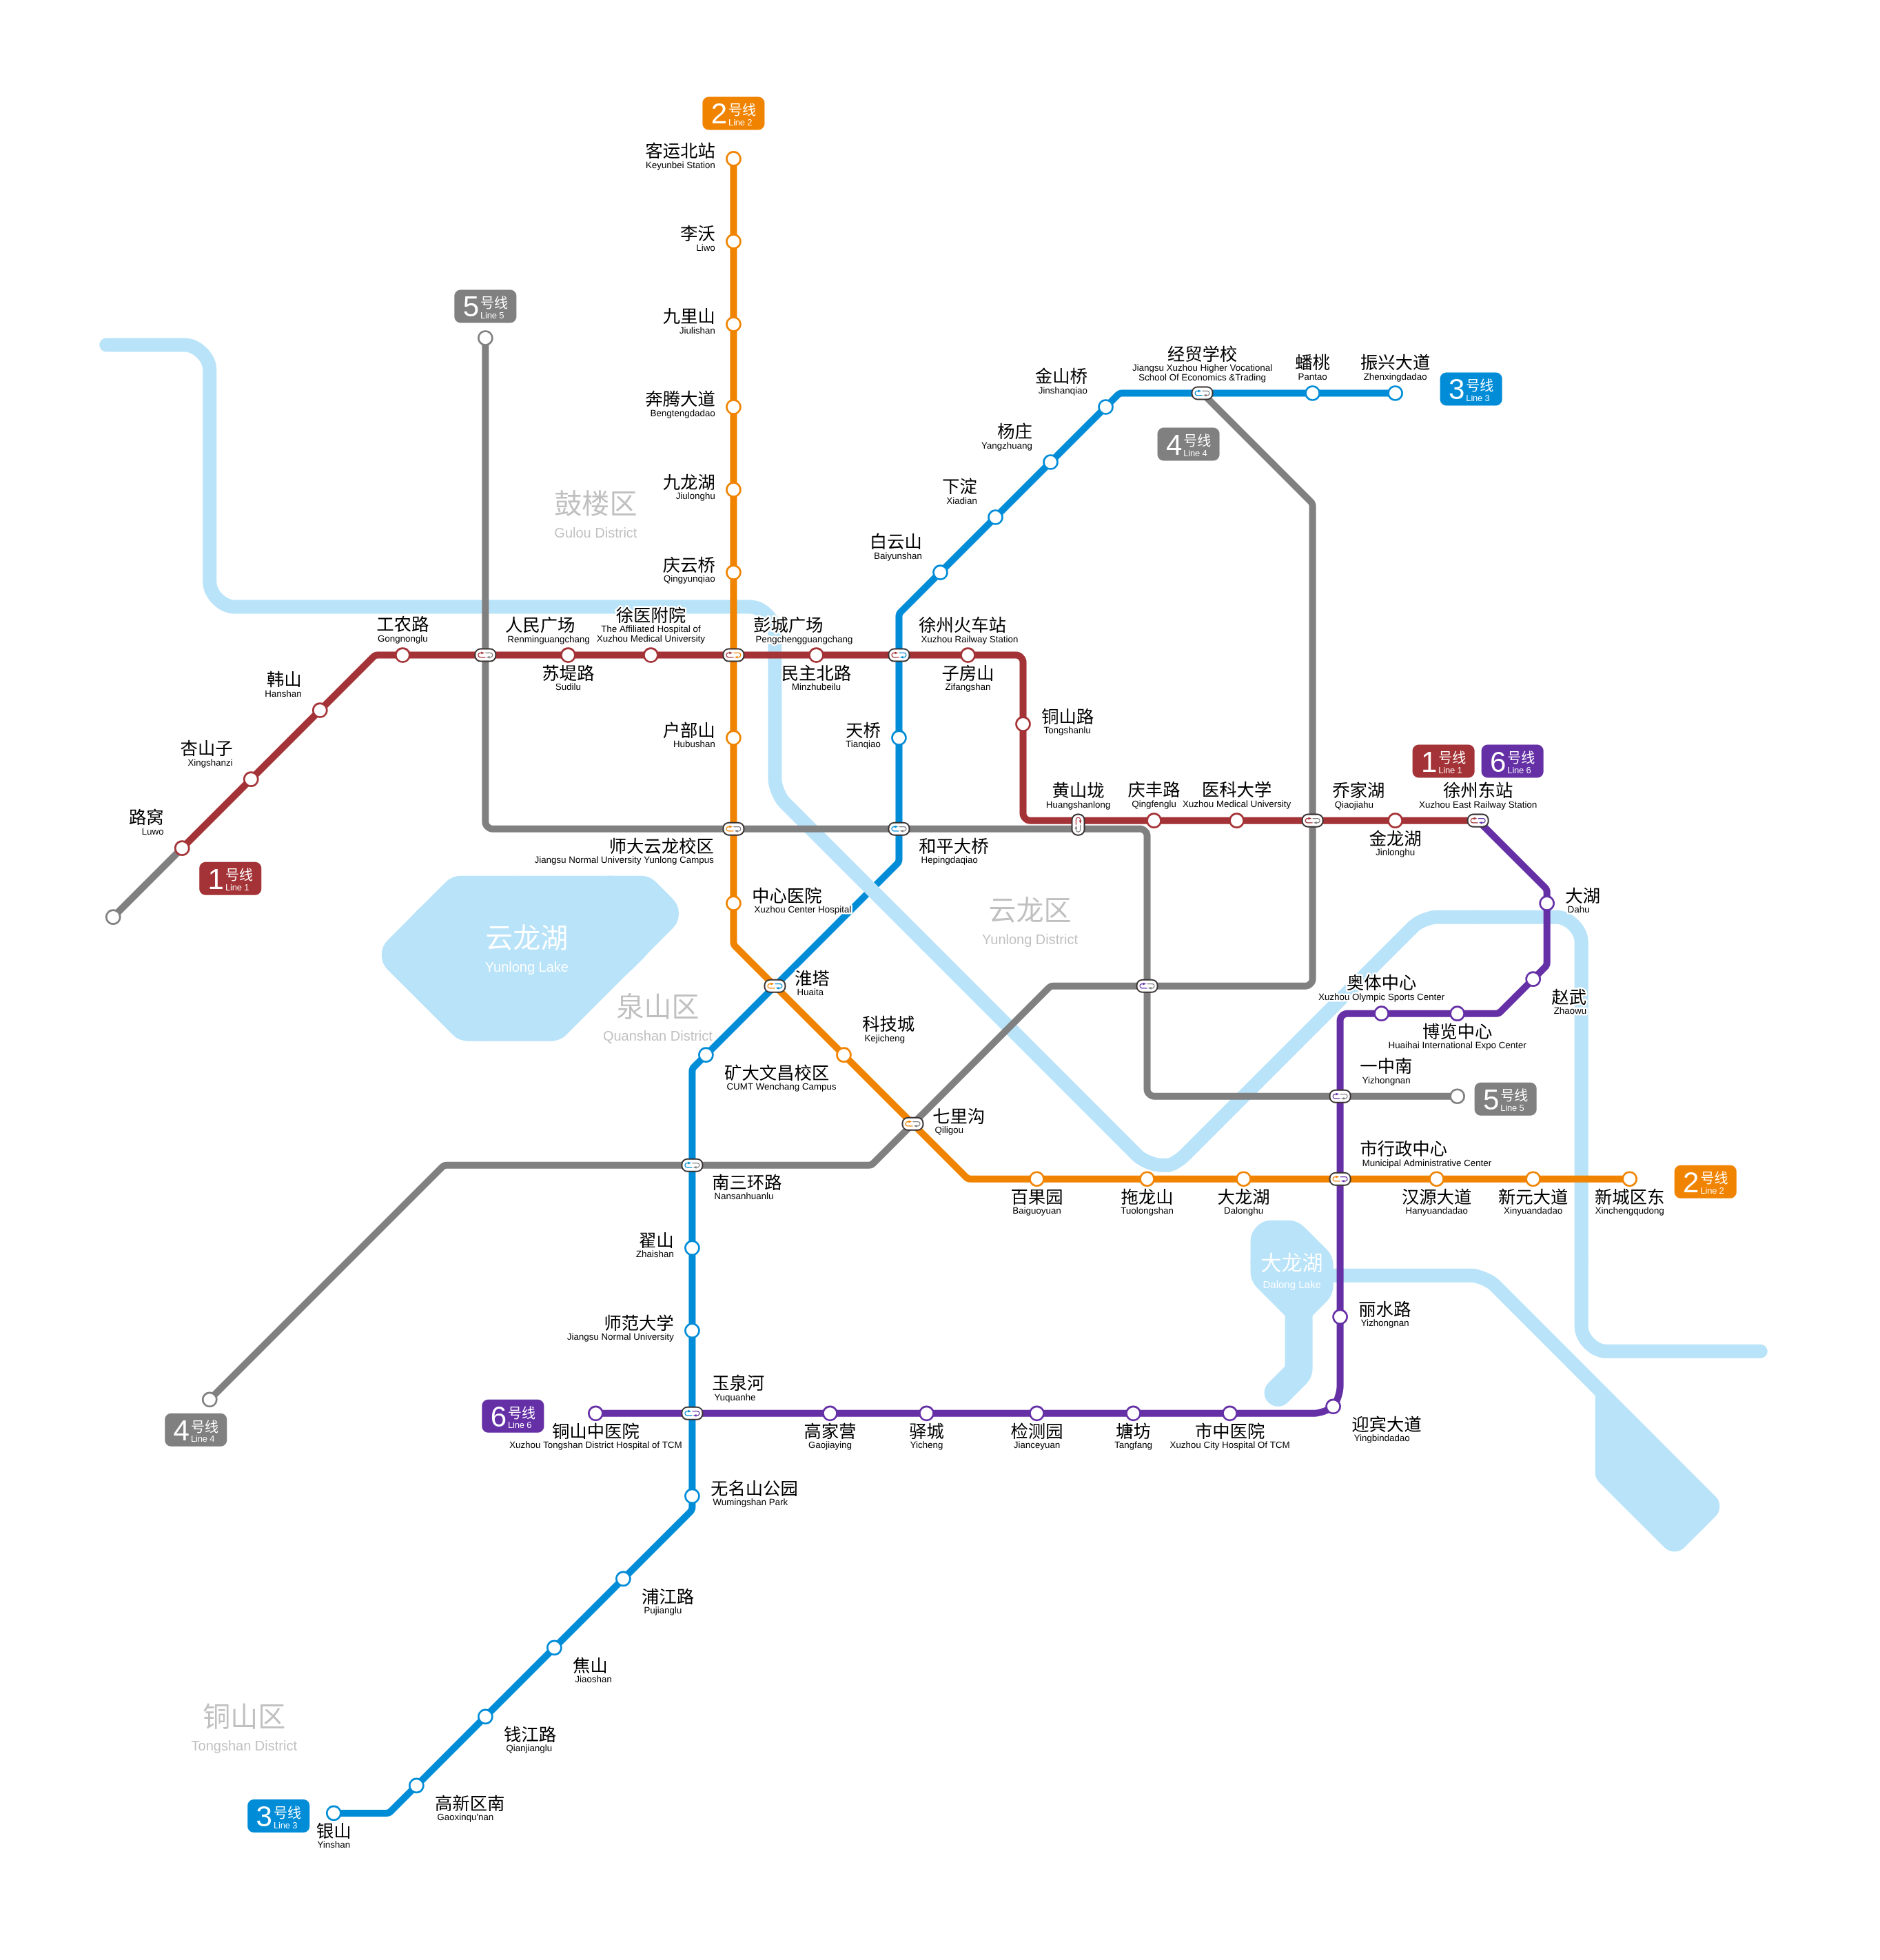 2号线
Line 2
客运北站
Keyunbei Station
李沃
Liwo
九里山
Jiulishan
奔腾大道
Bengtengdadao
九龙湖
Jiulonghu
庆云桥
Qingyunqiao
5号线
Line 5
鼓楼区
Gulou District
金山桥
Jinshanqiao
经贸学校
Jiangsu Xuzhou Higher Vocational
School Of Economics &Trading
蟠桃
Pantao
振兴大道
Zhenxingdadao
3号线
Line 3
4号线
Line 4
杨庄
Yangzhuang
下淀
Xiadian
白云山
Baiyunshan
工农路
Gongnonglu
人民广场
Renminguangchang
徐医附院
The Affiliated Hospital of
Xuzhou Medical University
彭城广场
Pengchengguangchang
徐州火车站
Xuzhou Railway Station
苏堤路
Sudilu
民主北路
Minzhubeilu
子房山
Zifangshan
韩山
Hanshan
杏山子
Xingshanzi
路窝
Luwo
1号线
Line 1
户部山
Hubushan
天桥
Tianqiao
铜山路
Tongshanlu
1号线
Line 1
6号线
Line 6
黄山垅
Huangshanlong
庆丰路
Qingfenglu
医科大学
Xuzhou Medical University
乔家湖
Qiaojiahu
徐州东站
Xuzhou East Railway Station
金龙湖
Jinlonghu
师大云龙校区
Jiangsu Normal University Yunlong Campus
和平大桥
Hepingdaqiao
中心医院
Xuzhou Center Hospital
云龙区
Yunlong District
大湖
Dahu
云龙湖
Yunlong Lake
淮塔
Huaita
泉山区
Quanshan District
奥体中心
Xuzhou Olympic Sports Center
赵武
Zhaowu
科技城
Kejicheng
博览中心
Huaihai International Expo Center
矿大文昌校区
CUMT Wenchang Campus
一中南
Yizhongnan
5号线
Line 5
七里沟
Qiligou
市行政中心
Municipal Administrative Center
南三环路
Nansanhuanlu
百果园
Baiguoyuan
拖龙山
Tuolongshan
大龙湖
Dalonghu
汉源大道
Hanyuandadao
新元大道
Xinyuandadao
新城区东
Xinchengqudong
2号线
Line 2
翟山
Zhaishan
大龙湖
Dalong Lake
师范大学
Jiangsu Normal University
丽水路
Yizhongnan
玉泉河
Yuquanhe
4号线
Line 4
6号线
Line 6
铜山中医院
Xuzhou Tongshan District Hospital of TCM
高家营
Gaojiaying
驿城
Yicheng
检测园
Jianceyuan
塘坊
Tangfang
市中医院
Xuzhou City Hospital Of TCM
迎宾大道
Yingbindadao
无名山公园
Wumingshan Park
浦江路
Pujianglu
焦山
Jiaoshan
铜山区
Tongshan District
钱江路
Qianjianglu
高新区南
Gaoxinqu'nan
3号线
Line 3
银山
Yinshan